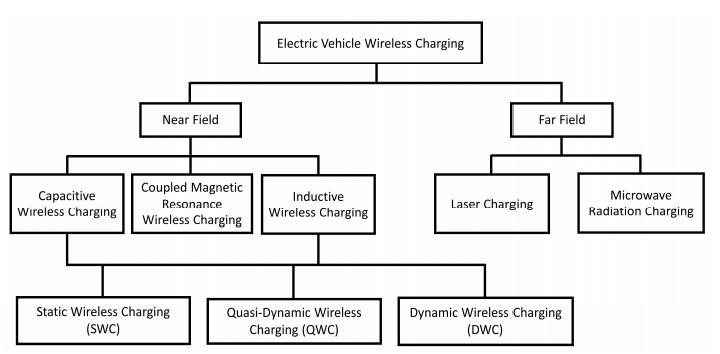 Electric Vehicle Wireless Charging
Near Field
Far Field
Capacitive
Wireless Charging
Coupled Magnetic
Resonance
Wireless Charging
Inductive
Wireless Charging
Laser Charging
Microwave
Radiation Charging
Static Wireless Charging
(SWC)
Quasi-Dynamic Wireless
Charging (QWC)
Dynamic Wireless Charging
(DWC)